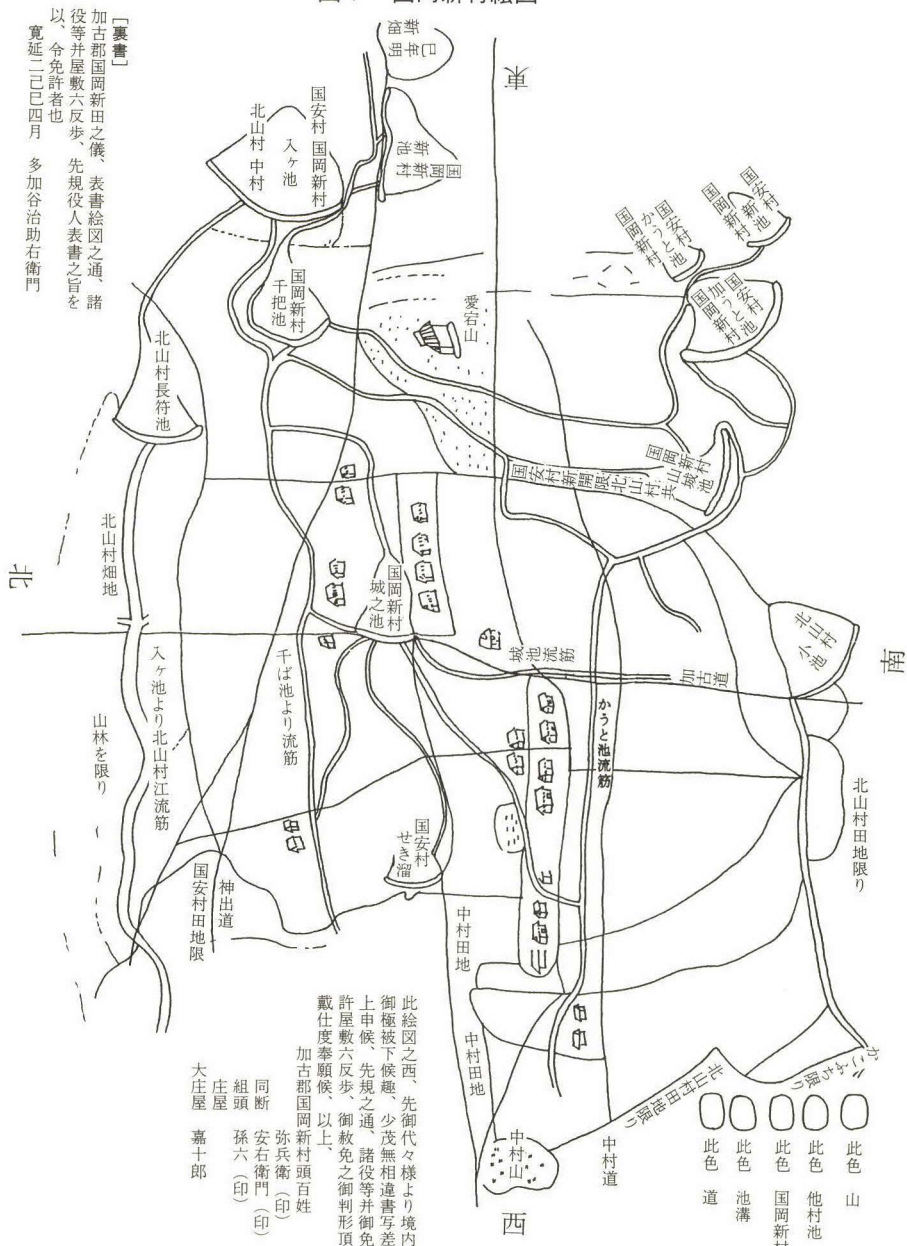 [裏書]
加古郡国岡新田之儀、表書絵図之通、諸
役等并屋敷六反歩、先規役人表書之旨を
以、令免許者也
寛延二己巳四月 多加谷治助右衛門
東
巳年明
新畑
国岡
新村
新池
国安村 国岡新村
入ヶ池
北山村 中村
国岡新村
千把池
愛宕山
国安村
かうと池
国岡新村
国安村池
国岡新村
国安村
加うと池
国岡新村
北山村長符池
国岡新村
山城池
国安村新開限北山村共
北
北山村畑地
国岡新村
城之池
城池流筋
加古道
北山村
小池
南
入ヶ池より北山村江流筋
千ば池より流筋
かうと池流筋
山林を限り
北山村田地限り
国安村
せき溜
神出道
国安村田地限
中村田地
中村田地
北山村田地限り
かこみち限り
中村道
中村山
西
此色 山
此色 他村池
此色 国岡新村
此色 池溝
此色 道
此絵図之西、先御代々様より境内
御極被下候趣、少茂無相違書写差
上申候、先規之通、諸役等并御免
許屋敷六反歩、御赦免之御判形頂
戴仕度奉願候、以上、
加古郡国岡新村頭百姓
弥兵衛(印)
同断 安右衛門(印)
組頭 孫六(印)
庄屋
大庄屋 嘉十郎